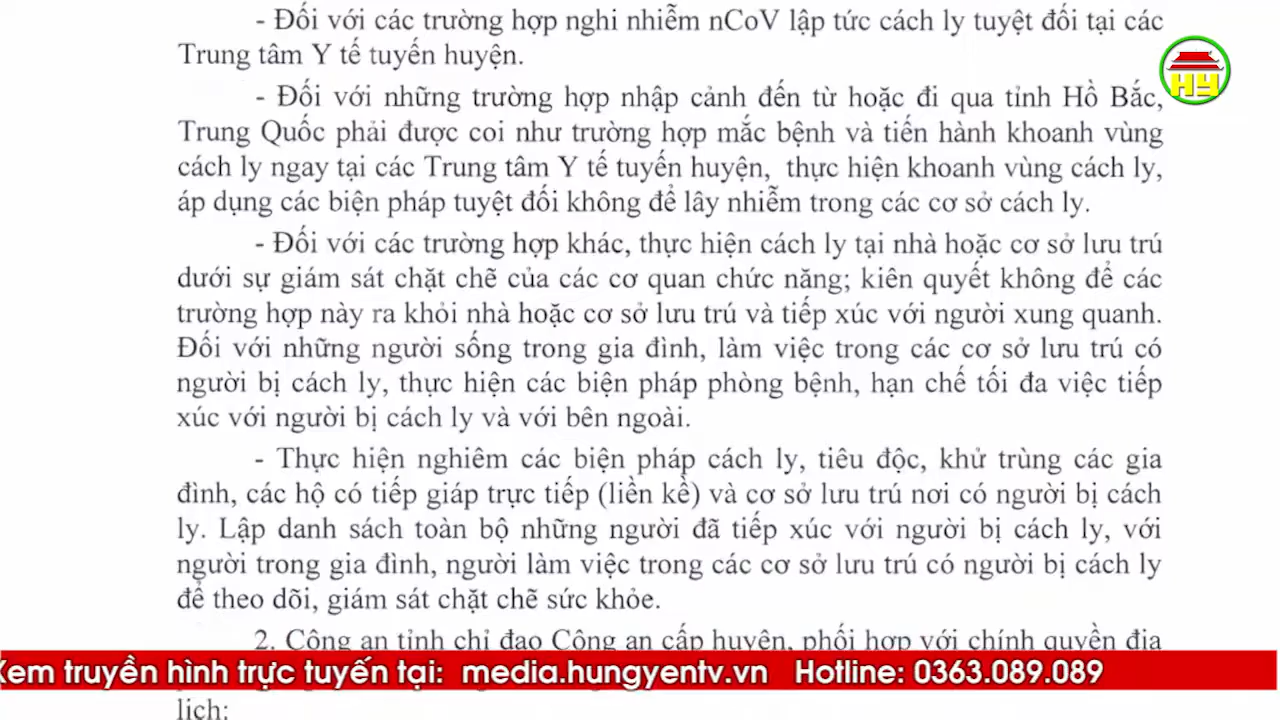 - Đối với các trường hợp nghi nhiễm nCoV lập tức cách ly tuyệt đối tại các
Trung tâm Y tế tuyến huyện.
- Đối với những trường hợp nhập cảnh đến từ hoặc đi qua tỉnh Hồ Bắc,
Trung Quốc phải được coi như trường hợp mắc bệnh và tiến hành khoanh vùng
cách ly ngay tại các Trung tâm Y tế tuyến huyện, thực hiện khoanh vùng cách ly,
áp dụng các biện pháp tuyệt đối không để lây nhiễm trong các cơ sở cách ly.
- Đối với các trường hợp khác, thực hiện cách ly tại nhà hoặc cơ sở lưu trú
dưới sự giám sát chặt chẽ của các cơ quan chức năng; kiên quyết không để các
trường hợp này ra khỏi nhà hoặc cơ sở lưu trú và tiếp xúc với người xung quanh.
Đối với những người sống trong gia đình, làm việc trong các cơ sở lưu trú có
người bị cách ly, thực hiện các biện pháp phòng bệnh, hạn chế tối đa việc tiếp
xúc với người bị cách ly và với bên ngoài.
- Thực hiện nghiêm các biện pháp cách ly, tiêu độc, khử trùng các gia
đình, các hộ có tiếp giáp trực tiếp (liền kề) và cơ sở lưu trú nơi có người bị cách
ly. Lập danh sách toàn bộ những người đã tiếp xúc với người bị cách ly, với
người trong gia đình, người làm việc trong các cơ sở lưu trú có người bị cách ly
để theo dõi, giám sát chặt chẽ sức khỏe.
2. Công an tỉnh chỉ đạo Công an cấp huyện, phối hợp với chính quyền địa
lịch:
HY
Xem truyền hình trực tuyến tại: media.hungyentv.vn Hotline: 0363.089.089